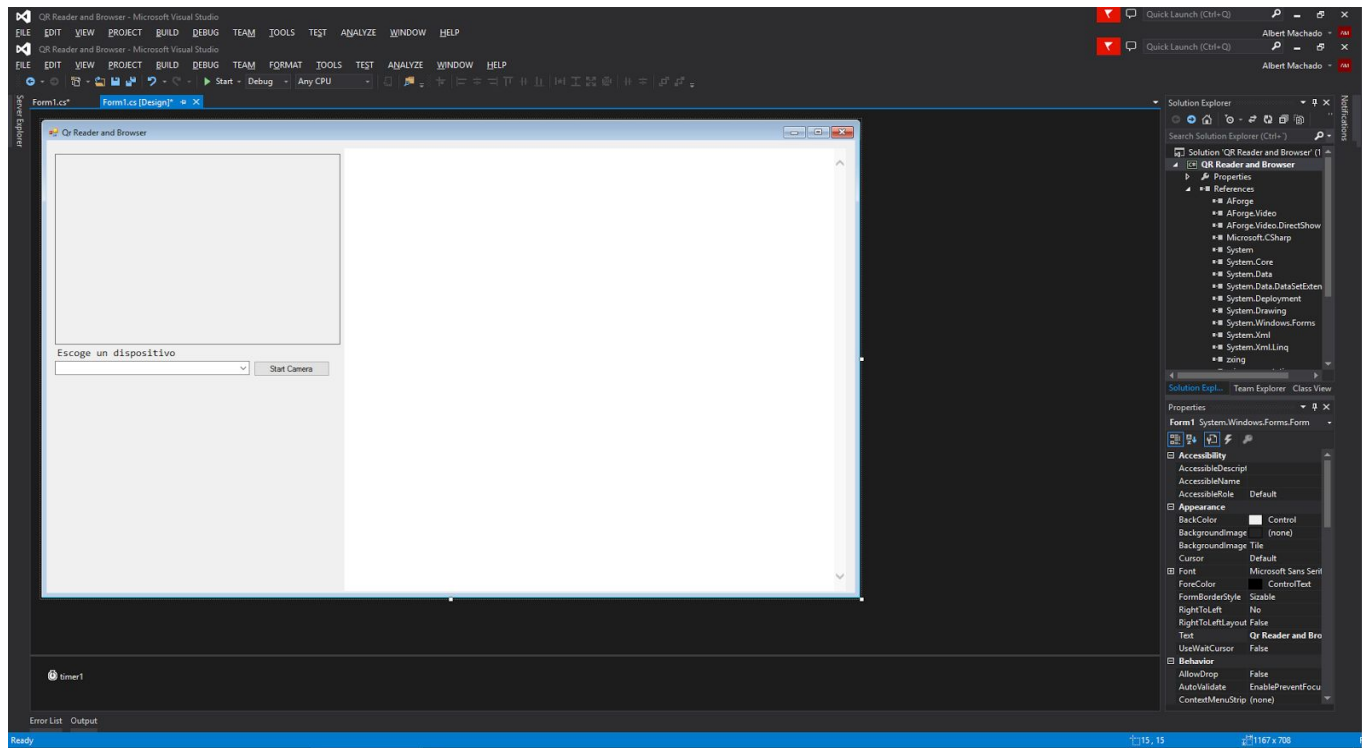 QR Reader and Browser - Microsoft Visual Studio
Quick Launch (Ctrl+Q)
FILE EDIT VIEW PROJECT BUILD DEBUG TEAM TOOLS TEST ANALYZE WINDOW HELP
Albert Machado AM
QR Reader and Browser - Microsoft Visual Studio
Quick Launch (Ctrl+Q)
FILE EDIT VIEW PROJECT BUILD DEBUG TEAM FORMAT TOOLS TEST ANALYZE WINDOW HELP
Albert Machado AM
Start Debug Any CPU
Server Explorer
Form1.cs* Form1.cs [Design]*
Qr Reader and Browser
Escoge un dispositivo
Start Camera
timer1
Error List Output
Notifications
Solution Explorer
Search Solution Explorer (Ctrl+`)
Solution 'QR Reader and Browser' (1
QR Reader and Browser
Properties
References
AForge
AForge.Video
AForge.Video.DirectShow
Microsoft.CSharp
System
System.Core
System.Data
System.Data.DataSetExten
System.Deployment
System.Drawing
System.Windows.Forms
System.Xml
System.Xml.Linq
zxing
Solution Expl... Team Explorer Class View
Properties
Form1 System.Windows.Forms.Form
Accessibility
AccessibleDescript
AccessibleName
AccessibleRole Default
Appearance
BackColor Control
BackgroundImage (none)
BackgroundImage Tile
Cursor Default
Font Microsoft Sans Serif
ForeColor ControlText
FormBorderStyle Sizable
RightToLeft No
RightToLeftLayout False
Text Qr Reader and Bro
UseWaitCursor False
Behavior
AllowDrop False
AutoValidate EnablePreventFocu
ContextMenuStrip (none)
Ready
15 , 15
1167 x 708